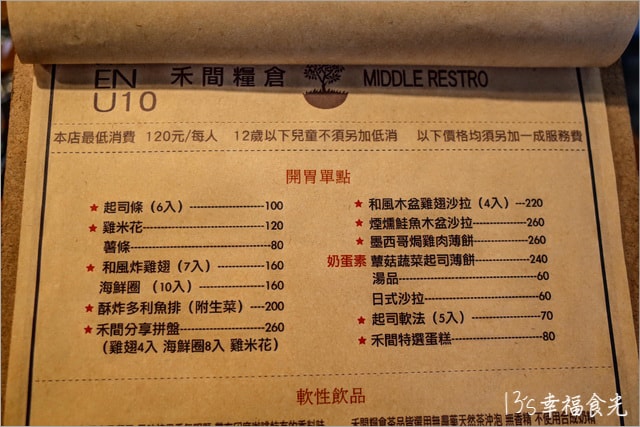 EN 禾間糧倉 MIDDLE RESTRO
U10
本店最低消費 120元/每人 12歲以下兒童不須另加低消 以下價格均須另加一成服務費
開胃單點
★ 起司條（6入）------------100
★ 雞米花------------120
薯條------------80
★ 和風炸雞翅（7入）------160
海鮮圈（10入）--------160
★ 酥炸多利魚排（附生菜）----200
★ 禾間分享拼盤------------260
（雞翅4入 海鮮圈8入 雞米花）
★ 和風木盆雞翅沙拉（4入）---220
★ 煙燻鮭魚木盆沙拉----------260
★ 墨西哥焗雞肉薄餅----------260
奶蛋素 蕈菇蔬菜起司薄餅----------240
湯品------------60
日式沙拉------------60
★ 起司軟法（5入）----------70
★ 禾間特選蛋糕------------80
軟性飲品
13's幸福食光